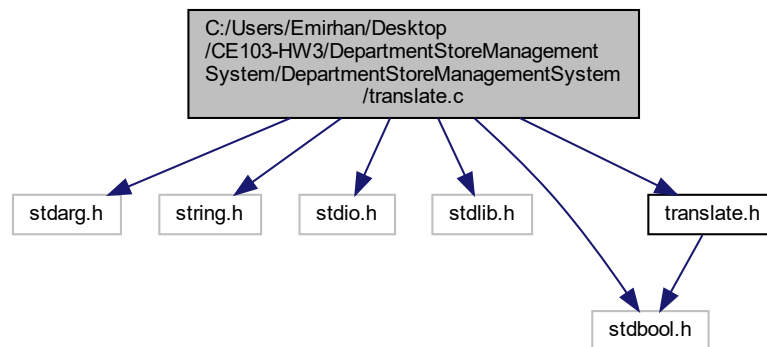 C:/Users/Emirhan/Desktop
/CE103-HW3/DepartmentStoreManagement
System/DepartmentStoreManagementSystem
/translate.c
stdarg.h
string.h
stdio.h
stdlib.h
translate.h
stdbool.h